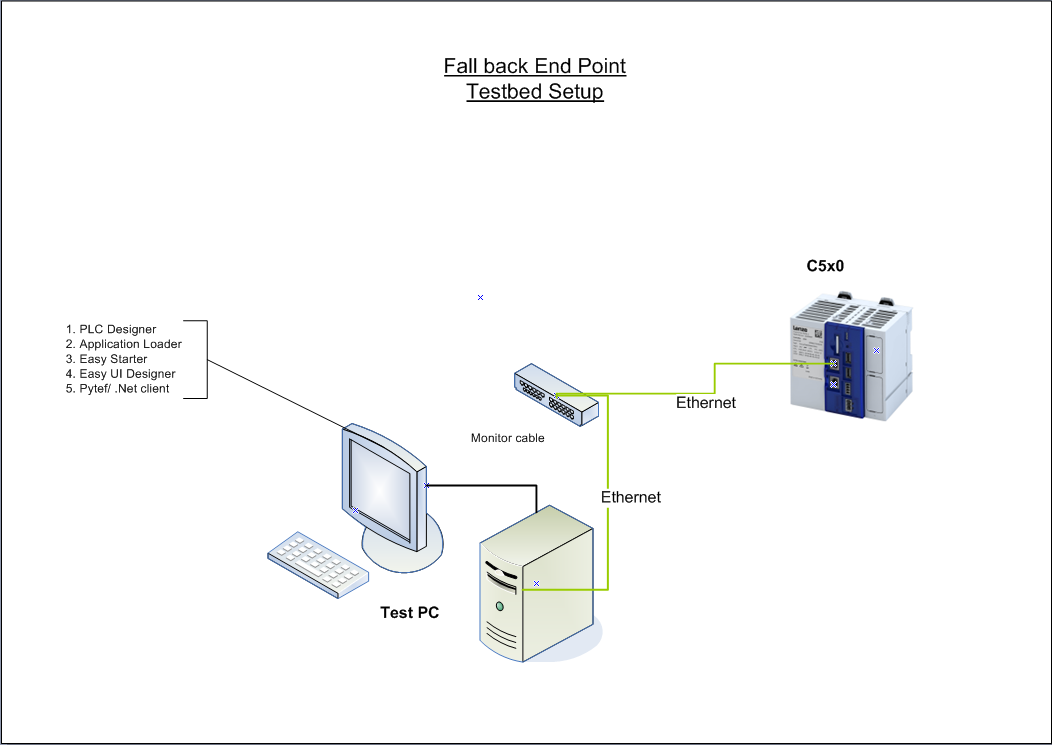 Fall back End Point
Testbed Setup
C5x0
1. PLC Designer
2. Application Loader
3. Easy Starter
4. Easy UI Designer
5. Pytef/ .Net client
Lenze
Ethernet
Monitor cable
Ethernet
Test PC